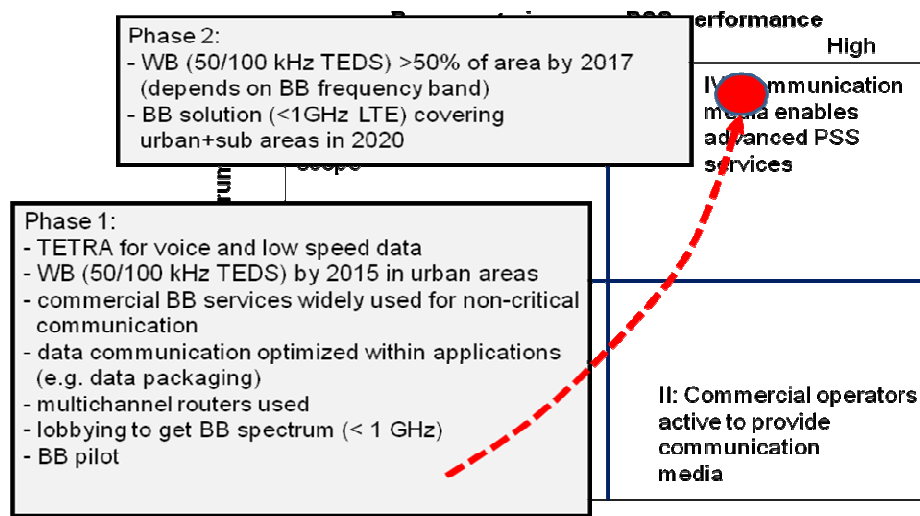 PSS performance
High
Phase 2:
- WB (50/100 kHz TEDS) >50% of area by 2017
(depends on BB frequency band)
- BB solution (<1GHz LTE) covering
urban+sub areas in 2020
media enables
advanced PSS
services
Phase 1:
- TETRA for voice and low speed data
- WB (50/100 kHz TEDS) by 2015 in urban areas
- commercial BB services widely used for non-critical
communication
- data communication optimized within applications
(e.g. data packaging)
- multichannel routers used
- lobbying to get BB spectrum (< 1 GHz)
- BB pilot
II: Commercial operators
active to provide
communication
media